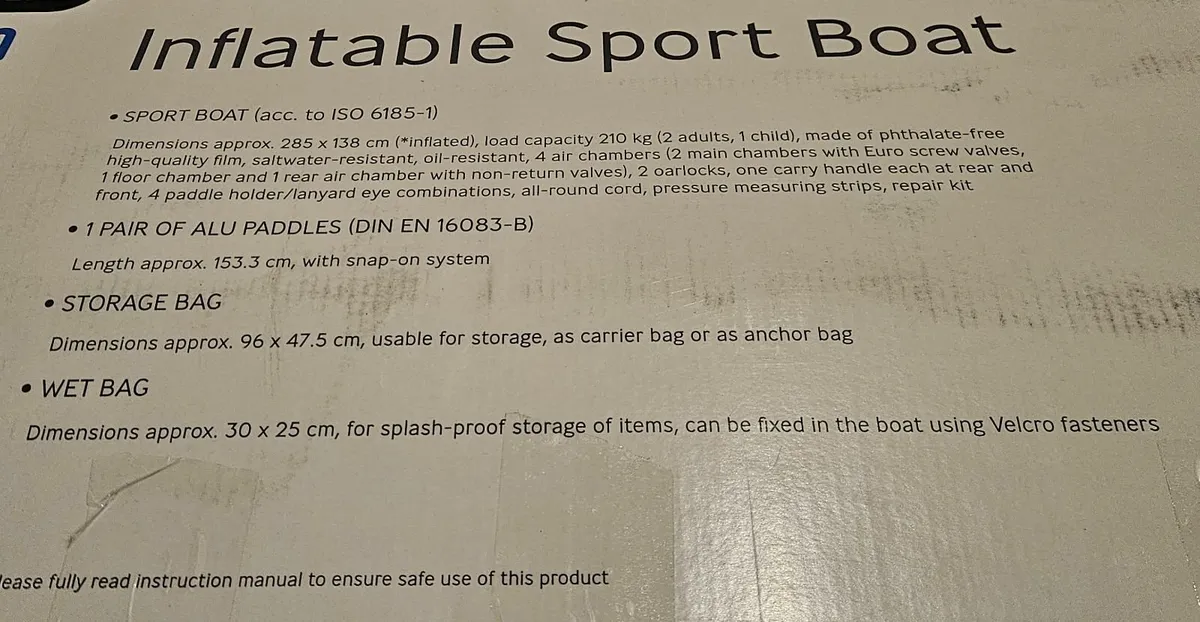 Inflatable Sport Boat
• SPORT BOAT (acc. to ISO 6185-1)
Dimensions approx. 285 x 138 cm (*inflated), load capacity 210 kg (2 adults, 1 child), made of phthalate-free
high-quality film, saltwater-resistant, oil-resistant, 4 air chambers (2 main chambers with Euro screw valves,
1 floor chamber and 1 rear air chamber with non-return valves), 2 oarlocks, one carry handle each at rear and
front, 4 paddle holder/lanyard eye combinations, all-round cord, pressure measuring strips, repair kit
• 1 PAIR OF ALU PADDLES (DIN EN 16083-B)
Length approx. 153.3 cm, with snap-on system
• STORAGE BAG
Dimensions approx. 96 x 47.5 cm, usable for storage, as carrier bag or as anchor bag
• WET BAG
Dimensions approx. 30 x 25 cm, for splash-proof storage of items, can be fixed in the boat using Velcro fasteners
lease fully read instruction manual to ensure safe use of this product